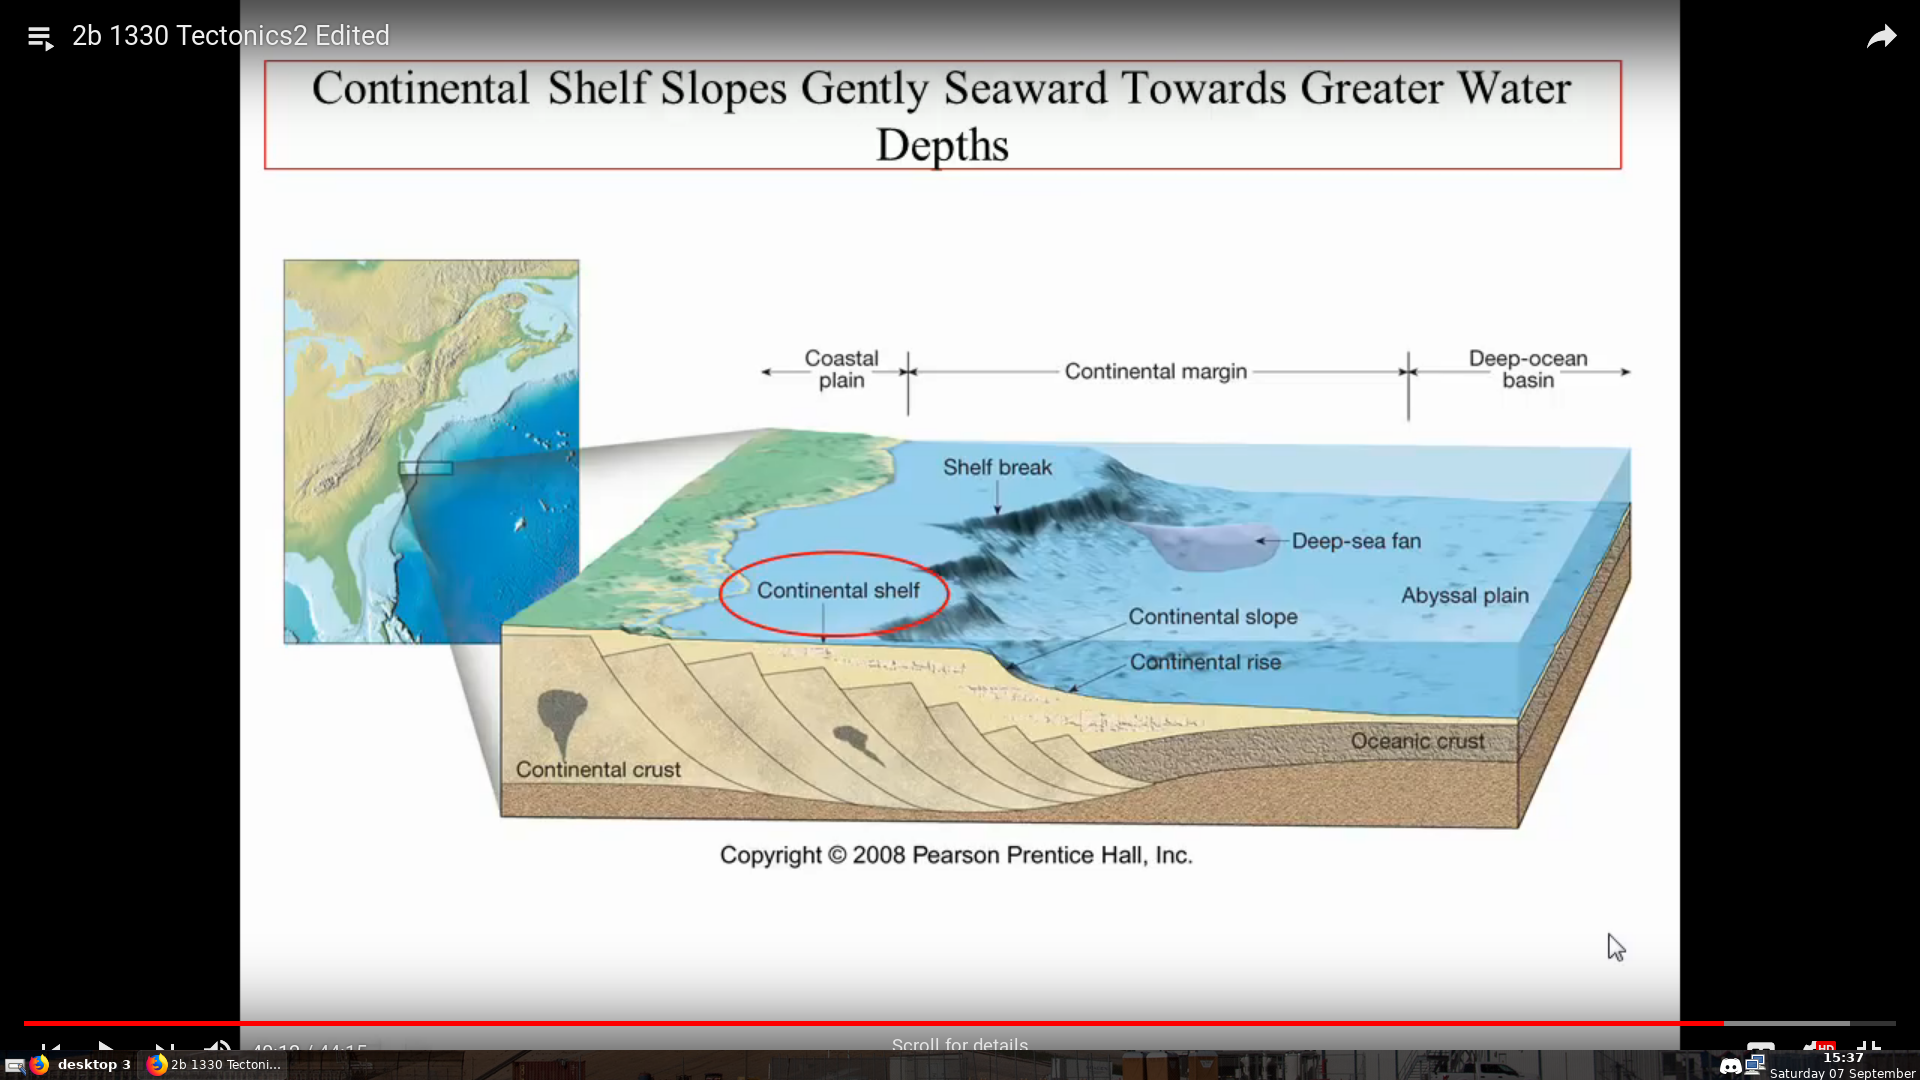 2b 1330 Tectonics2 Edited
Continental Shelf Slopes Gently Seaward Towards Greater Water
Depths
Coastal
plain
Continental margin
Deep-ocean
basin
Shelf break
Deep-sea fan
Continental shelf
Abyssal plain
Continental slope
Continental rise
Oceanic crust
Continental crust
Copyright © 2008 Pearson Prentice Hall, Inc.
40:18 / 44:15
Scroll for details
HD
desktop 3
2b 1330 Tectoni...
15:37
Saturday 07 September